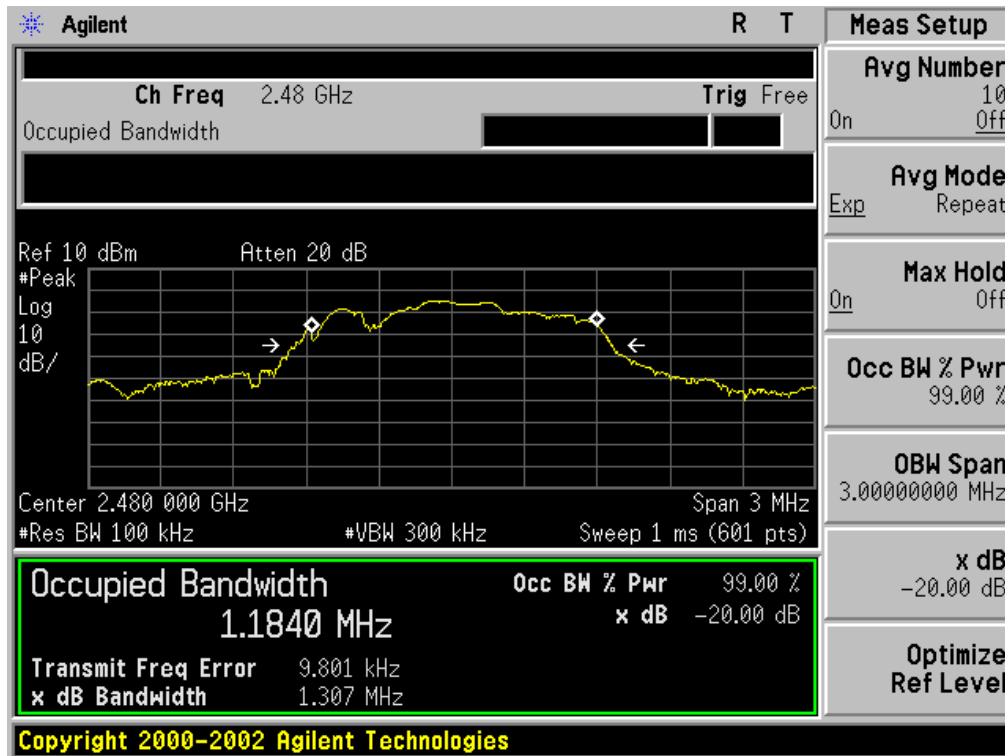 Agilent R T
Ch Freq 2.48 GHz Trig Free
Occupied Bandwidth
Ref 10 dBm Atten 20 dB
#Peak
Log
10
dB/
Center 2.480 000 GHz Span 3 MHz
#Res BW 100 kHz #VBW 300 kHz Sweep 1 ms (601 pts)
Occupied Bandwidth Occ BW % Pwr 99.00 %
1.1840 MHz x dB -20.00 dB
Transmit Freq Error 9.801 kHz
x dB Bandwidth 1.307 MHz
Copyright 2000-2002 Agilent Technologies
Meas Setup
Avg Number
10
On Off
Avg Mode
Exp Repeat
Max Hold
On Off
Occ BW % Pwr
99.00 %
OBW Span
3.00000000 MHz
x dB
-20.00 dB
Optimize
Ref Level